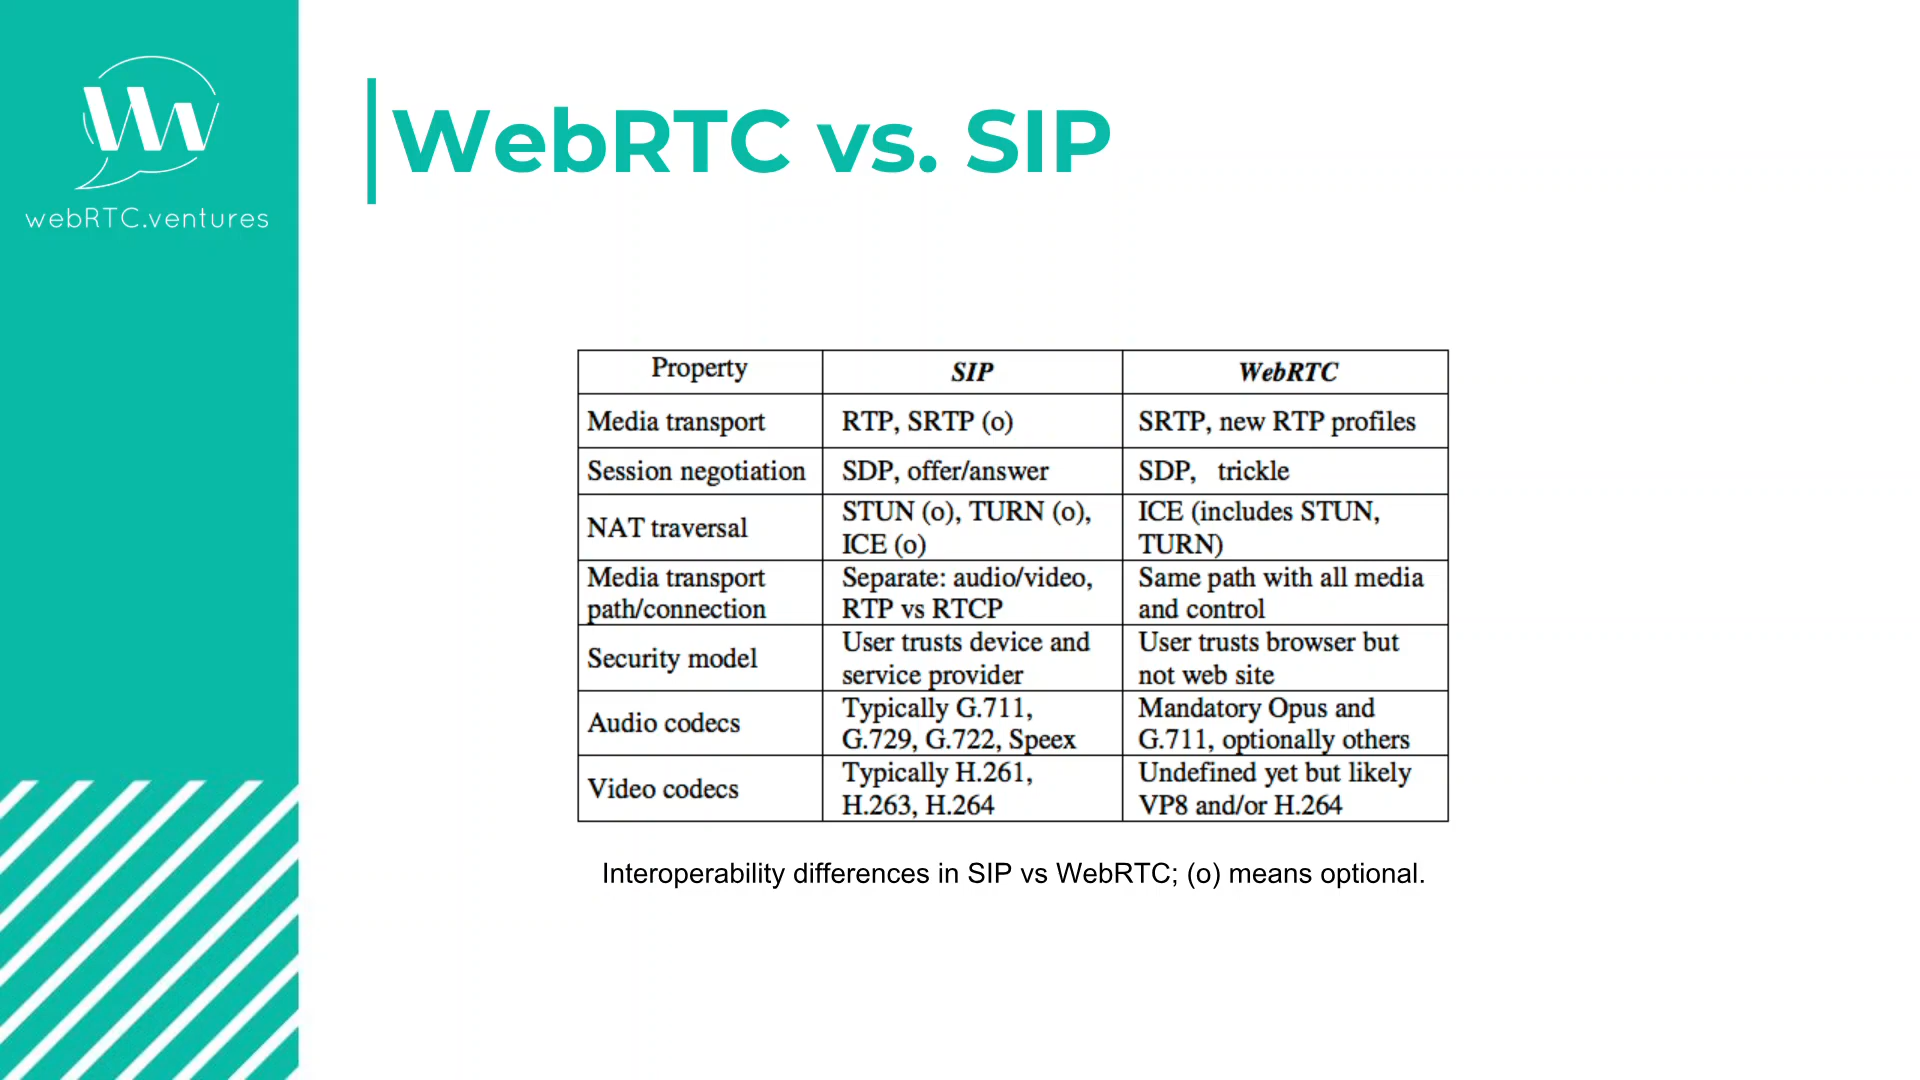 webRTC.ventures
WebRTC vs. SIP
Property SIP WebRTC
Media transport RTP, SRTP (o) SRTP, new RTP profiles
Session negotiation SDP, offer/answer SDP, trickle
NAT traversal STUN (o), TURN (o), ICE (o) ICE (includes STUN, TURN)
Media transport path/connection Separate: audio/video, RTP vs RTCP Same path with all media and control
Security model User trusts device and service provider User trusts browser but not web site
Audio codecs Typically G.711, G.729, G.722, Speex Mandatory Opus and G.711, optionally others
Video codecs Typically H.261, H.263, H.264 Undefined yet but likely VP8 and/or H.264
Interoperability differences in SIP vs WebRTC; (o) means optional.